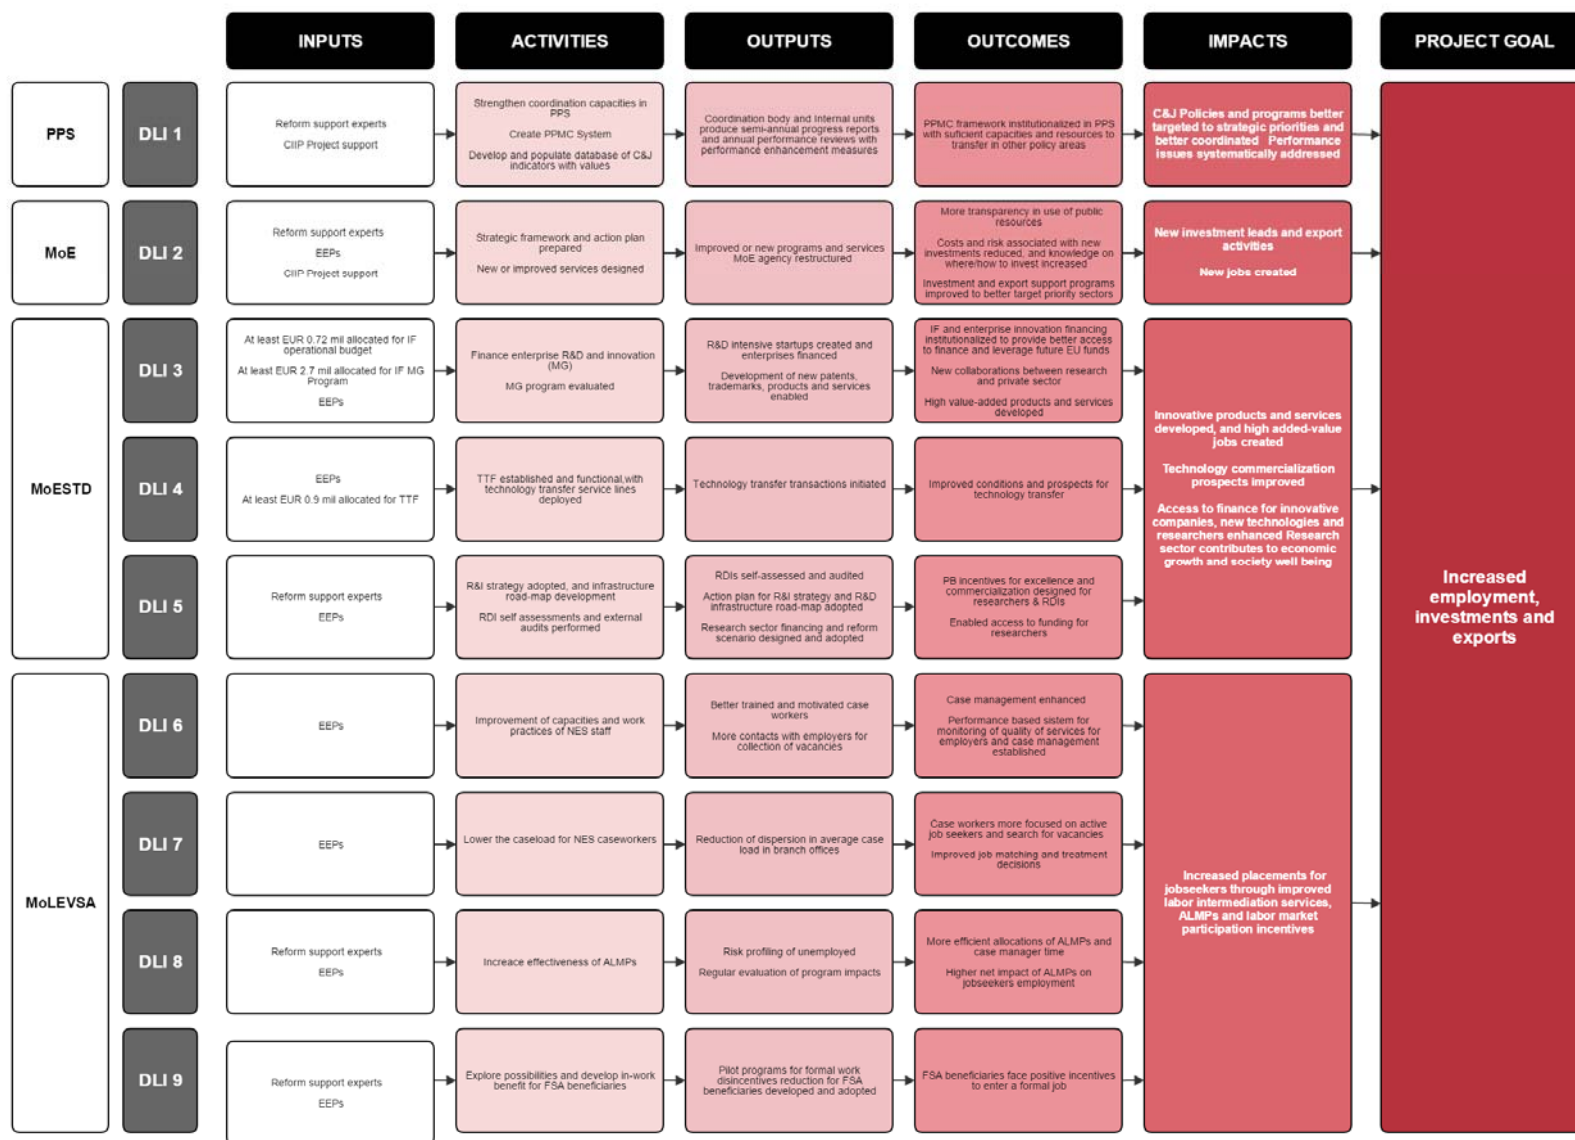 INPUTS
ACTIVITIES
OUTPUTS
OUTCOMES
IMPACTS
PROJECT GOAL
PPS
DLI 1
Reform support experts
CIIP Project support
Strengthen coordination capacities in
PPS
Create PPMC System
Develop and populate database of C&J
indicators with values
Coordination body and Internal units
produce semi-annual progress reports
and annual performance reviews with
performance enhancement measures
PPMC framework institutionalized in PPS
with suficient capacities and resources to
transfer in other policy areas
C&J Policies and programs better
targeted to strategic priorities and
better coordinated Performance
issues systematically addressed
MoE
DLI 2
Reform support experts
EEPs
CIIP Project support
Strategic framework and action plan
prepared
New or improved services designed
Improved or new programs and services
MoE agency restructured
More transparency in use of public
resources
Costs and risk associated with new
investments reduced, and knowledge on
where/how to invest increased
Investment and export support programs
improved to better target priority sectors
New investment leads and export
activities
New jobs created
MoESTD
DLI 3
At least EUR 0.72 mil allocated for IF
operational budget
At least EUR 2.7 mil allocated for IF MG
Program
EEPs
Finance enterprise R&D and innovation
(MG)
MG program evaluated
R&D intensive startups created and
enterprises financed
Development of new patents,
trademarks, products and services
enabled
IF and enterprise innovation financing
institutionalized to provide better access
to finance and leverage future EU funds
New collaborations between research
and private sector
High value-added products and services
developed
DLI 4
EEPs
At least EUR 0.9 mil allocated for TTF
TTF established and functional,with
technology transfer service lines
deployed
Technology transfer transactions initiated
Improved conditions and prospects for
technology transfer
DLI 5
Reform support experts
EEPs
R&I strategy adopted, and infrastructure
road-map development
RDI self assessments and external
audits performed
RDIs self-assessed and audited
Action plan for R&I strategy and R&D
infrastructure road-map adopted
Research sector financing and reform
scenario designed and adopted
PB incentives for excellence and
commercialization designed for
researchers & RDIs
Enabled access to funding for
researchers
Innovative products and services
developed, and high added-value
jobs created
Technology commercialization
prospects improved
Access to finance for innovative
companies, new technologies and
researchers enhanced Research
sector contributes to economic
growth and society well being
MoLEVSA
DLI 6
EEPs
Improvement of capacities and work
practices of NES staff
Better trained and motivated case
workers
More contacts with employers for
collection of vacancies
Case management enhanced
Performance based sistem for
monitoring of quality of services for
employers and case management
established
DLI 7
EEPs
Lower the caseload for NES caseworkers
Reduction of dispersion in average case
load in branch offices
Case workers more focused on active
job seekers and search for vacancies
Improved job matching and treatment
decisions
DLI 8
Reform support experts
EEPs
Increace effectiveness of ALMPs
Risk profiling of unemployed
Regular evaluation of program impacts
More efficient allocations of ALMPs and
case manager time
Higher net impact of ALMPs on
jobseekers employment
DLI 9
Reform support experts
EEPs
Explore possibilities and develop in-work
benefit for FSA beneficiaries
Pilot programs for formal work
disincentives reduction for FSA
beneficiaries developed and adopted
FSA beneficiaries face positive incentives
to enter a formal job
Increased placements for
jobseekers through improved
labor intermediation services,
ALMPs and labor market
participation incentives
Increased
employment,
investments and
exports